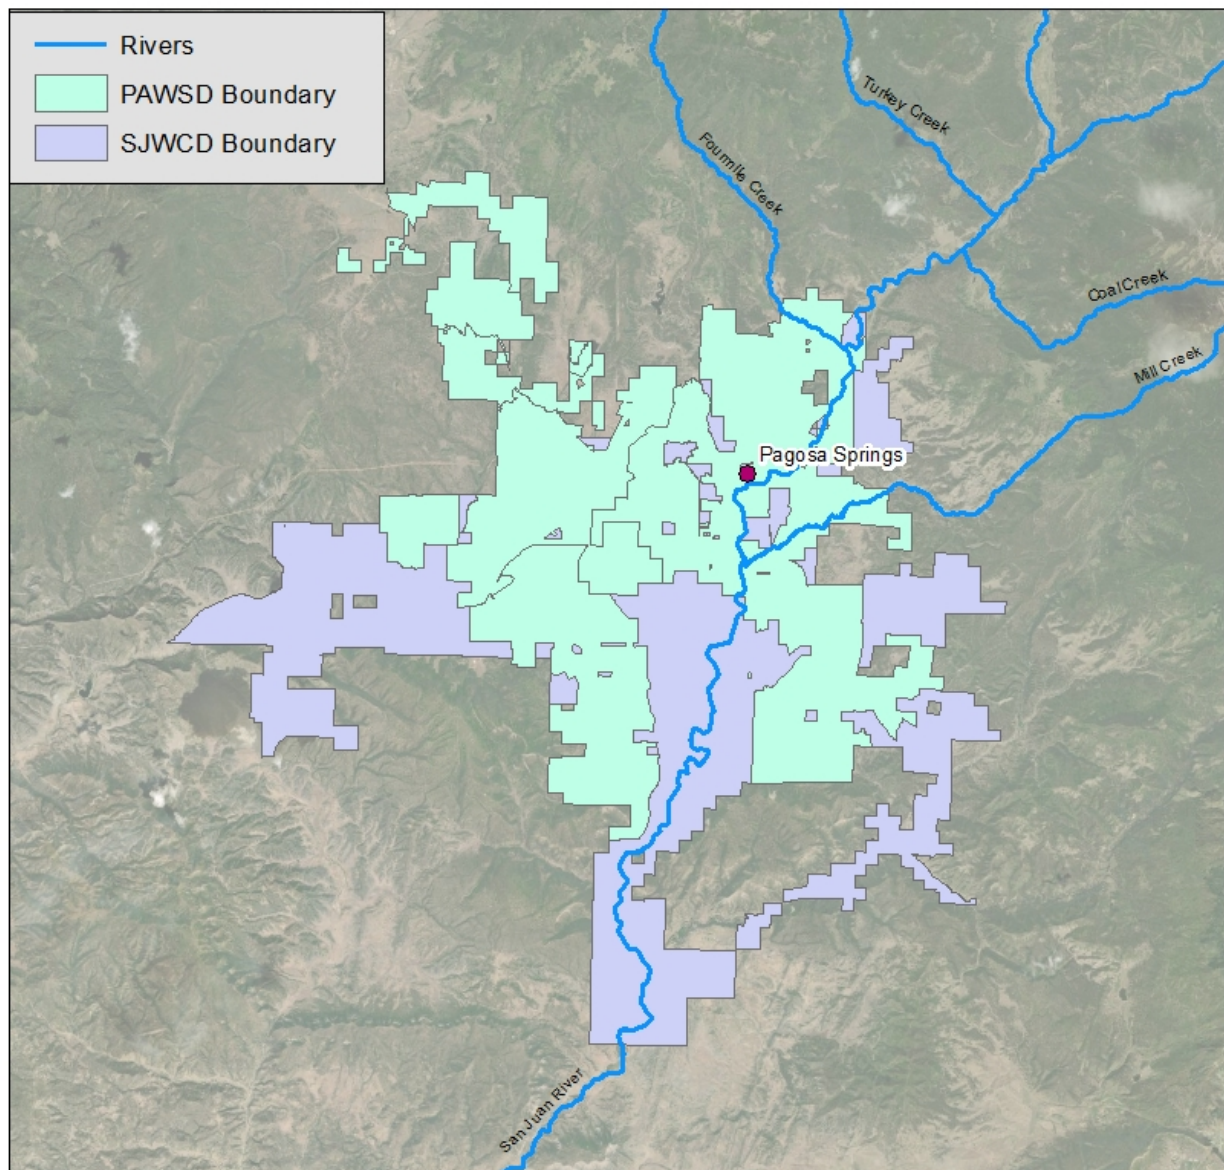 Rivers
PAWSD Boundary
SJWCD Boundary
Turkey Creek
Fourmile Creek
Coal Creek
Mill Creek
Pagosa Springs
San Juan River